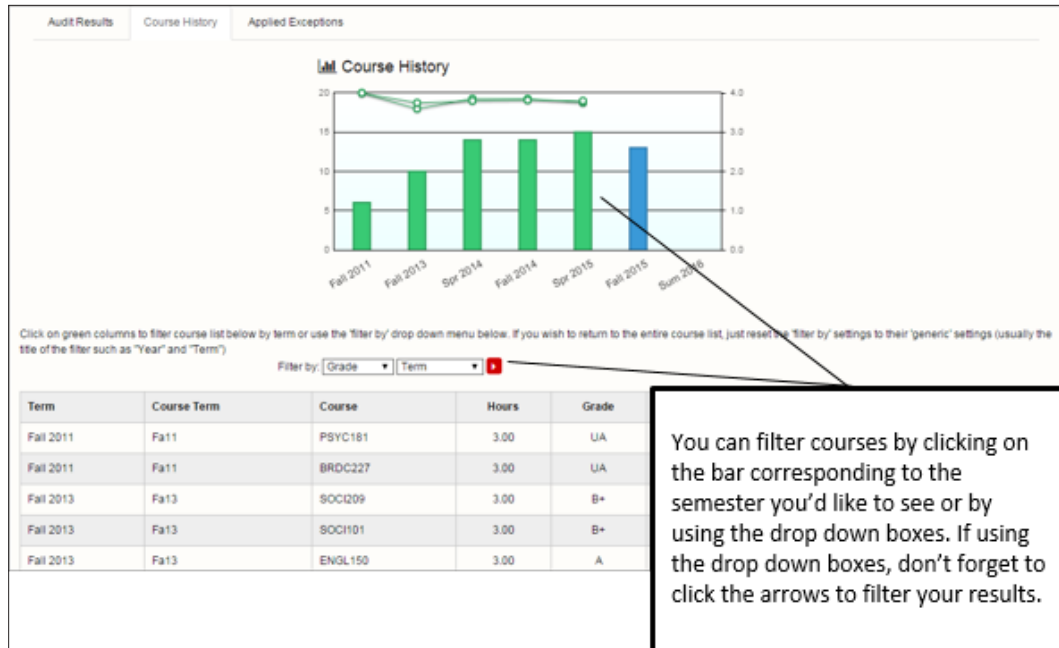 Audit Results Course History Applied Exceptions
Course History
20 4.0
15 3.0
10 2.0
5 1.0
0 0.0
Fall 2011 Fall 2013 Spr 2014 Fall 2014 Spr 2015 Fall 2015 Sum 2016
Click on green columns to filter course list below by term or use the 'filter by' drop down menu below. If you wish to return to the entire course list, just reset the 'filter by' settings to their 'generic' settings (usually the
title of the filter such as "Year" and "Term")
Filter by: Grade Term
Term Course Term Course Hours Grade
Fall 2011 Fa11 PSYC181 3.00 UA
Fall 2011 Fa11 BRDC227 3.00 UA
Fall 2013 Fa13 SOCI209 3.00 B+
Fall 2013 Fa13 SOCI101 3.00 B+
Fall 2013 Fa13 ENGL150 3.00 A
You can filter courses by clicking on
the bar corresponding to the
semester you’d like to see or by
using the drop down boxes. If using
the drop down boxes, don’t forget to
click the arrows to filter your results.